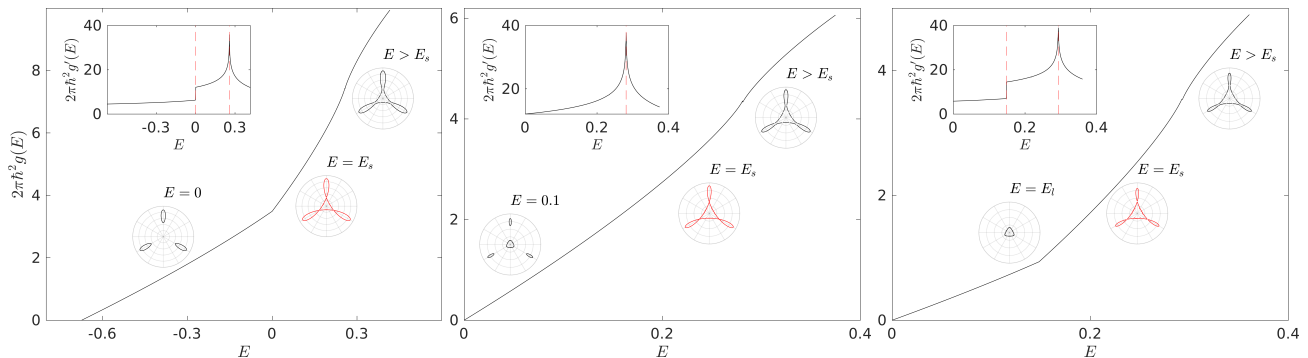 8
6
4
2
0
2πħ²g(E)
-0.6
-0.3
0
0.3
E
40
20
0
2πħ²g′(E)
-0.3
0
0.3
E
E = 0
E = E_s
E > E_s
6
4
2
0
0
0.2
0.4
E
40
20
2πħ²g′(E)
0
0.2
0.4
E
E = 0.1
E = E_s
E > E_s
4
2
0
0
0.2
0.4
E
40
20
0
2πħ²g′(E)
0
0.2
0.4
E
E = E_l
E = E_s
E > E_s